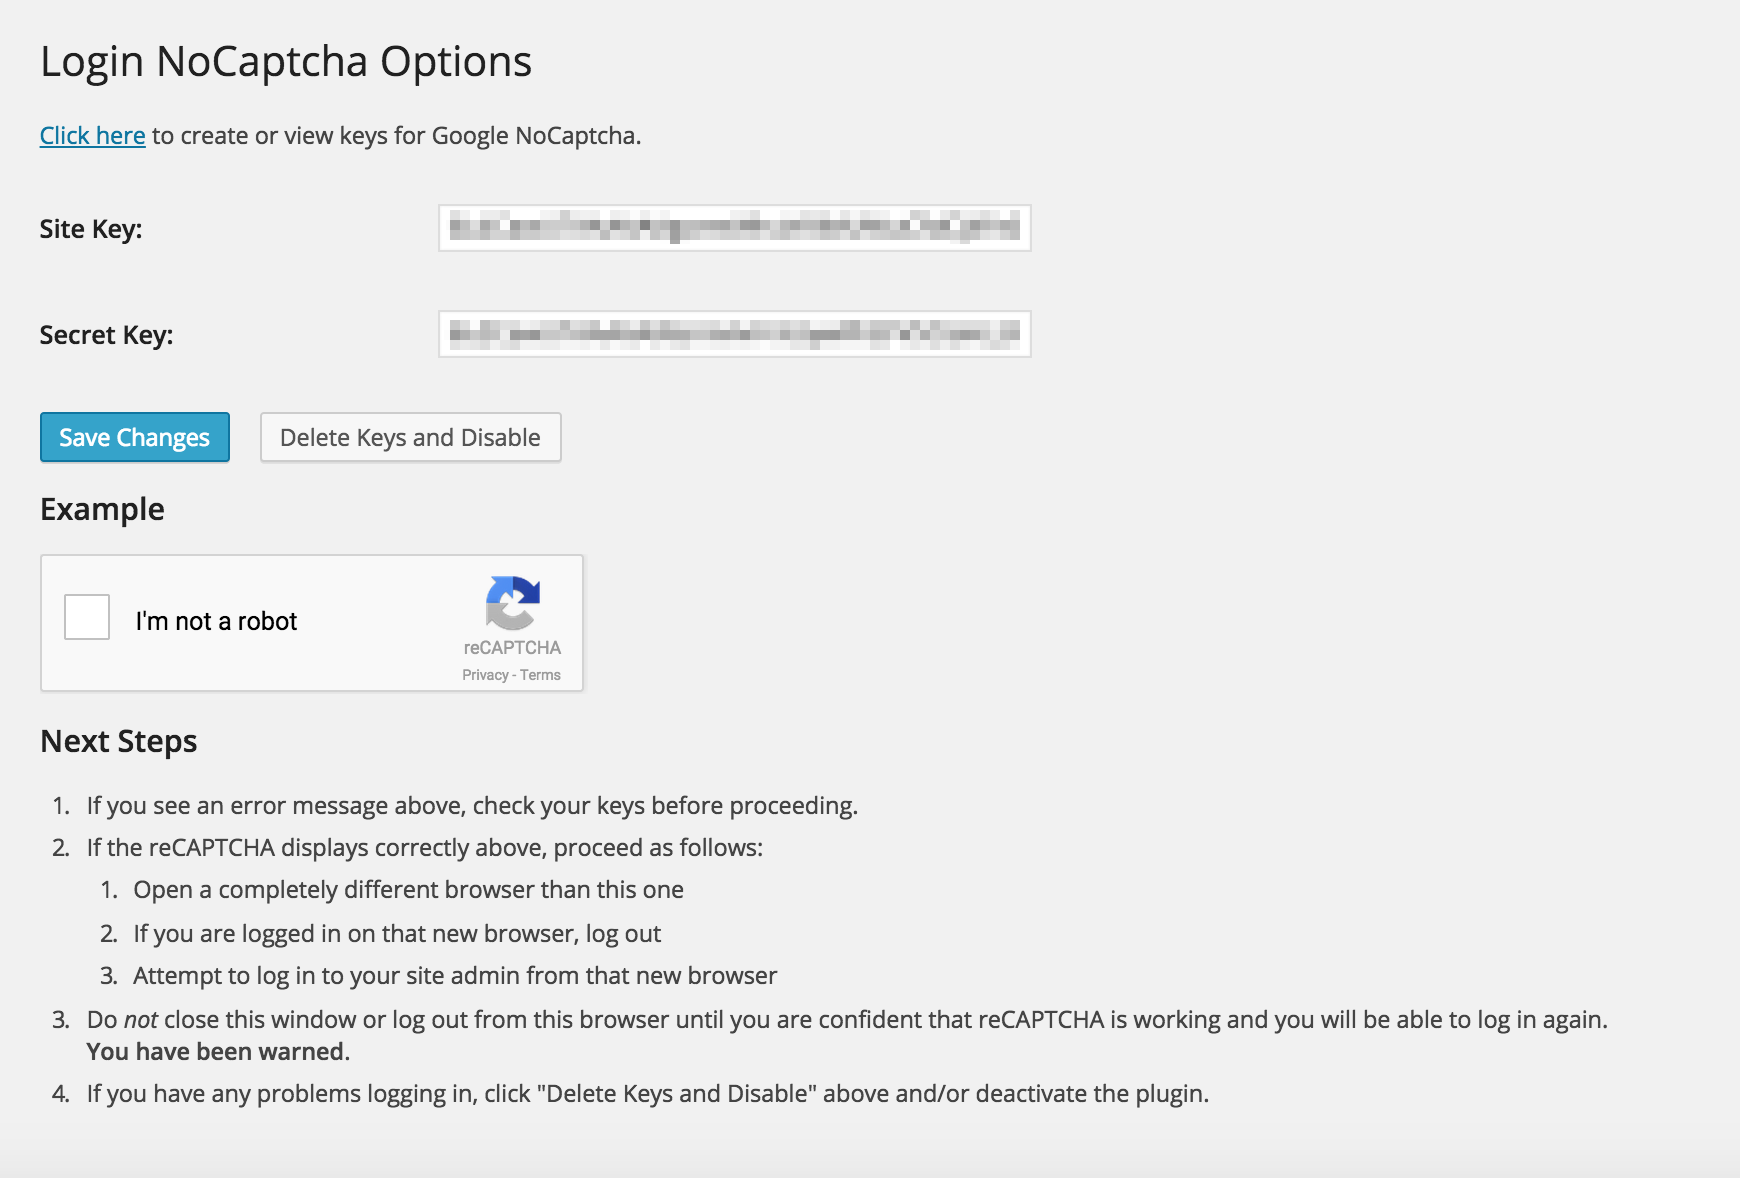 Login NoCaptcha Options
Click here to create or view keys for Google NoCaptcha.
Site Key:
Secret Key:
Save Changes
Delete Keys and Disable
Example
I'm not a robot
reCAPTCHA
Privacy - Terms
Next Steps
1. If you see an error message above, check your keys before proceeding.
2. If the reCAPTCHA displays correctly above, proceed as follows:
1. Open a completely different browser than this one
2. If you are logged in on that new browser, log out
3. Attempt to log in to your site admin from that new browser
3. Do not close this window or log out from this browser until you are confident that reCAPTCHA is working and you will be able to log in again.
You have been warned.
4. If you have any problems logging in, click "Delete Keys and Disable" above and/or deactivate the plugin.